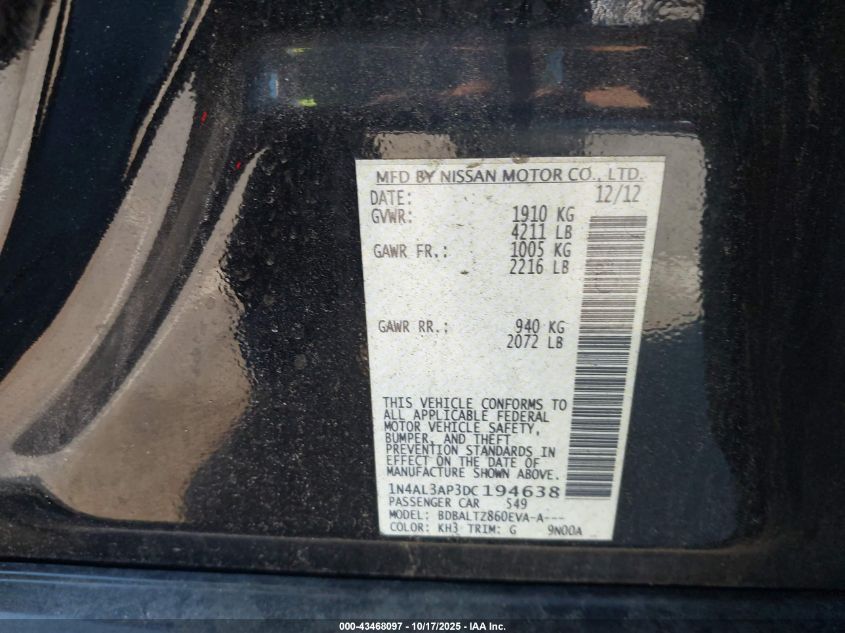 MFD BY NISSAN MOTOR CO., LTD.
DATE: 12/12
GVWR: 1910 KG
4211 LB
GAWR FR.: 1005 KG
2216 LB
GAWR RR.: 940 KG
2072 LB
THIS VEHICLE CONFORMS TO
ALL APPLICABLE FEDERAL
MOTOR VEHICLE SAFETY,
BUMPER, AND THEFT
PREVENTION STANDARDS IN
EFFECT ON THE DATE OF
MANUFACTURE SHOWN ABOVE.
1N4AL3AP3DC194638
PASSENGER CAR 549
MODEL: BDBALTZ860EVA-A---
COLOR: KH3 TRIM: G 9N00A
000-43468097 - 10/17/2025 - IAA Inc.